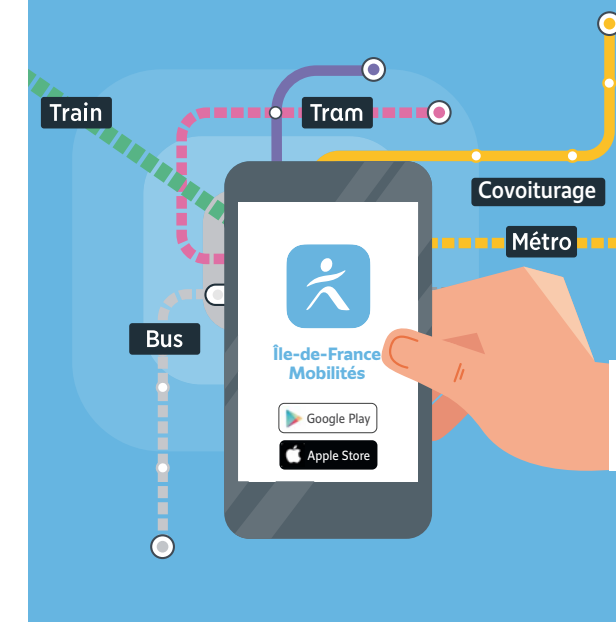 Train
Tram
Covoiturage
Métro
Bus
Île-de-France
Mobilités
Google Play
Apple Store